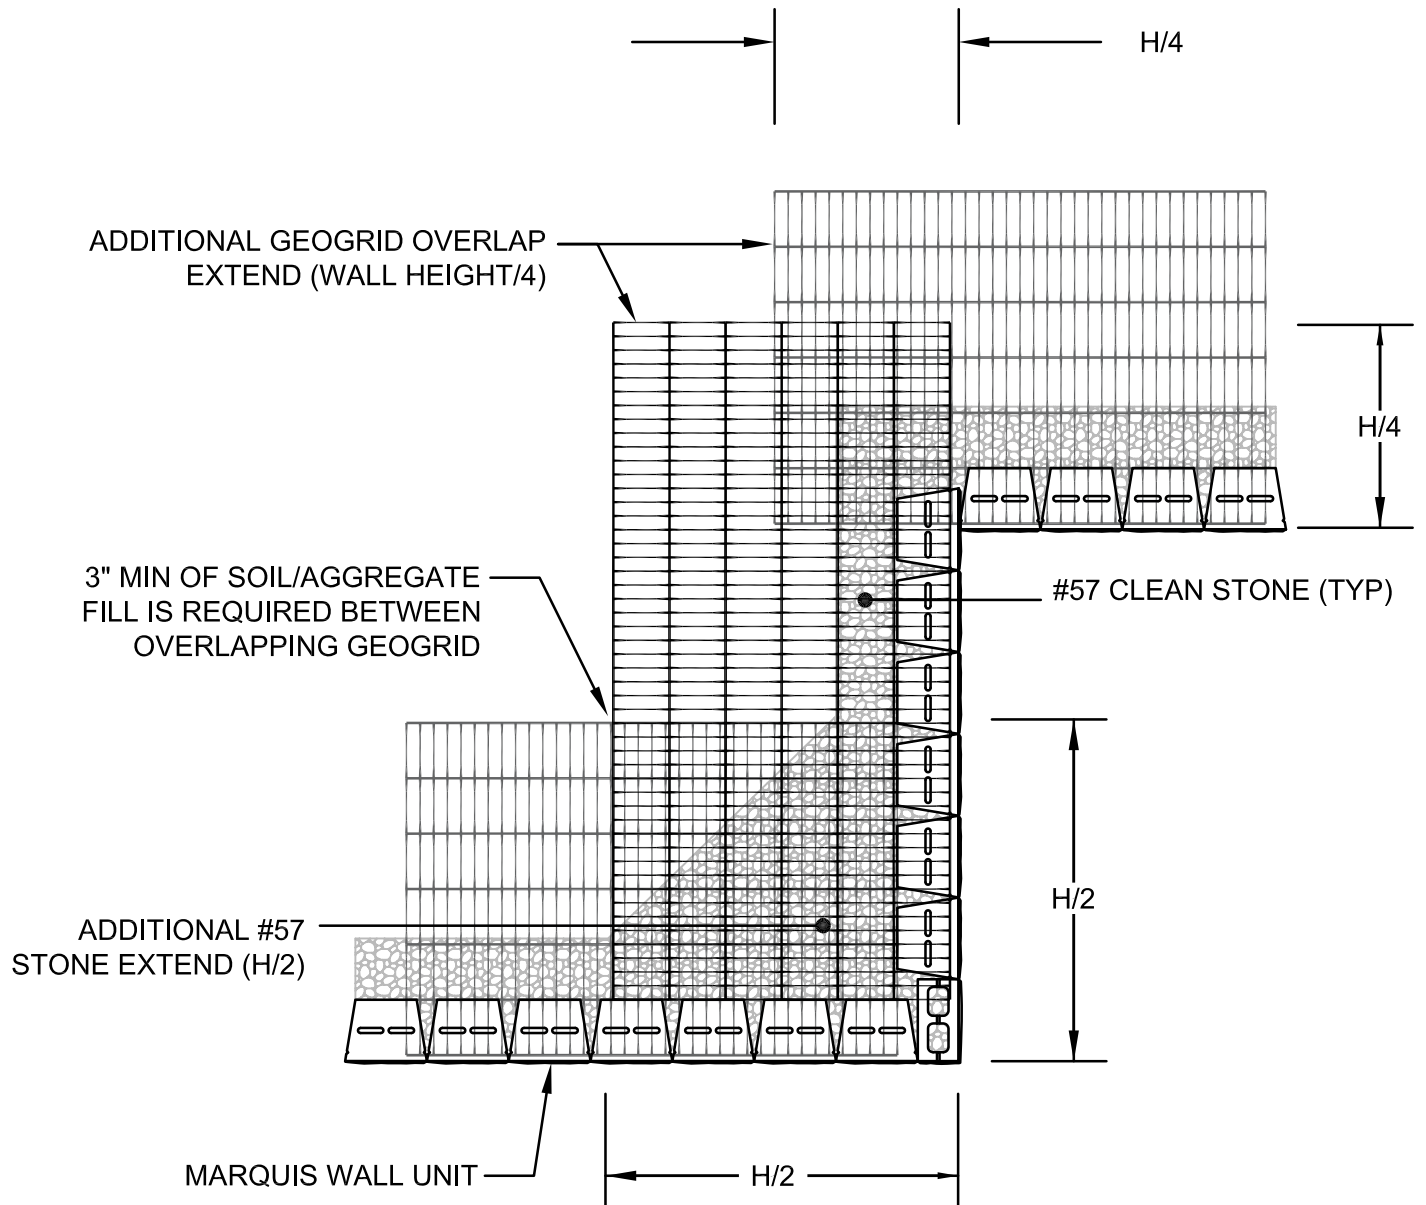 H/4
ADDITIONAL GEOGRID OVERLAP
EXTEND (WALL HEIGHT/4)
H/4
3" MIN OF SOIL/AGGREGATE
FILL IS REQUIRED BETWEEN
OVERLAPPING GEOGRID
#57 CLEAN STONE (TYP)
H/2
ADDITIONAL #57
STONE EXTEND (H/2)
MARQUIS WALL UNIT
H/2